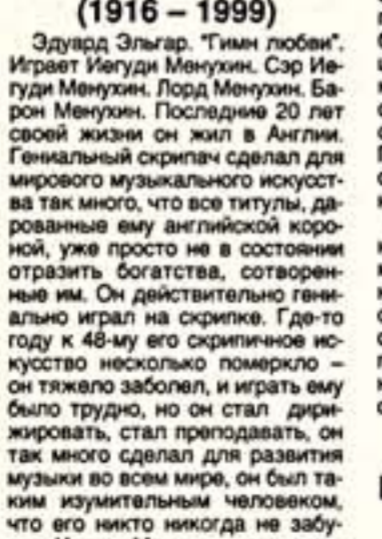 (1916 – 1999)
Эдуард Эльгар. "Гимн любви".
Играет Иегуди Менухин. Сэр Ие-
гуди Менухин. Лорд Менухин. Ба-
рон Менухин. Последние 20 лет
своей жизни он жил в Англии.
Гениальный скрипач сделал для
мирового музыкального искусст-
ва так много, что все титулы, да-
рованные ему английской коро-
ной, уже просто не в состоянии
отразить богатства, сотворен-
ные им. Он действительно гени-
ально играл на скрипке. Где-то
году к 48-му его скрипичное ис-
кусство несколько померкло –
он тяжело заболел, и играть ему
было трудно, но он стал дири-
жировать, стал преподавать, он
так много сделал для развития
музыки во всем мире, он был та-
ким изумительным человеком,
что его никто никогда не забу-